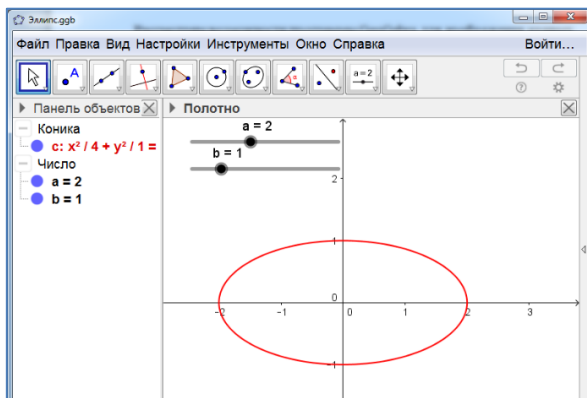 Эллипс.ggb
Файл Правка Вид Настройки Инструменты Окно Справка Войти...
A α a=2
Панель объектов Полотно
Коника
c: x² / 4 + y² / 1 =
Число
a = 2
b = 1
a = 2
b = 1
2
1
0
-2 -1 0 1 2 3
-1